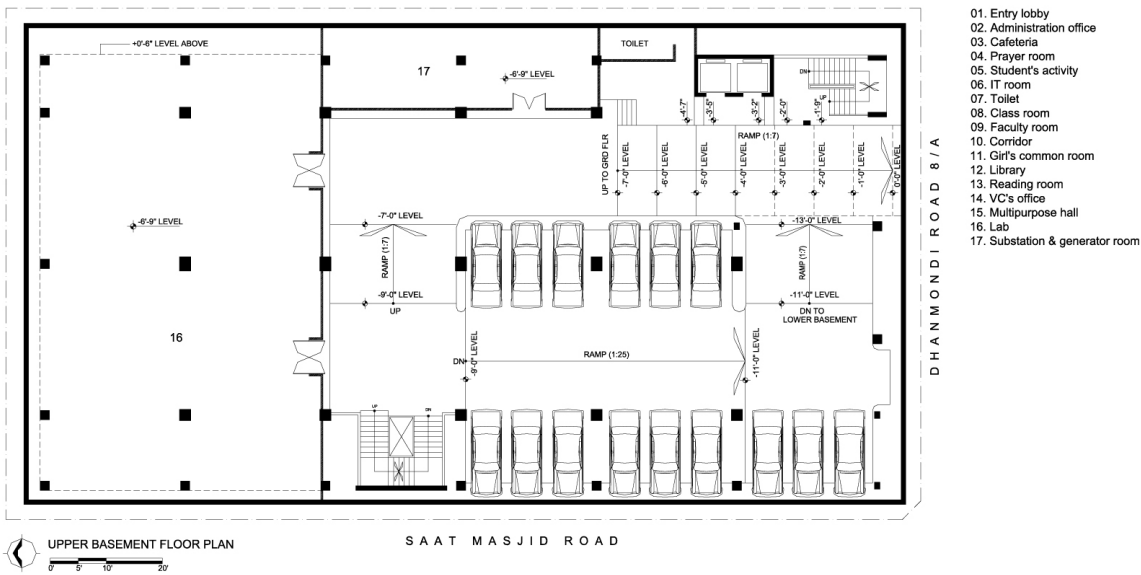 +0'-6" LEVEL ABOVE
TOILET
17
-6'-9" LEVEL
DN
UP
-4'-7"
-3'-5"
-3'-2"
-2'-0"
-1'-9"
RAMP (1:7)
UP TO GRD FLR
-7'-0" LEVEL
-6'-0" LEVEL
-5'-0" LEVEL
-4'-0" LEVEL
-3'-0" LEVEL
-2'-0" LEVEL
-1'-0" LEVEL
0'-0" LEVEL
-6'-9" LEVEL
-7'-0" LEVEL
RAMP (1:7)
-9'-0" LEVEL
UP
-13'-0" LEVEL
RAMP (1:7)
-11'-0" LEVEL
DN TO
LOWER BASEMENT
16
DN
-9'-0" LEVEL
RAMP (1:25)
-11'-0" LEVEL
UP
DN
DHANMONDI ROAD 8/A
SAAT MASJID ROAD
UPPER BASEMENT FLOOR PLAN
0' 5' 10' 20'
01. Entry lobby
02. Administration office
03. Cafeteria
04. Prayer room
05. Student's activity
06. IT room
07. Toilet
08. Class room
09. Faculty room
10. Corridor
11. Girl's common room
12. Library
13. Reading room
14. VC's office
15. Multipurpose hall
16. Lab
17. Substation & generator room